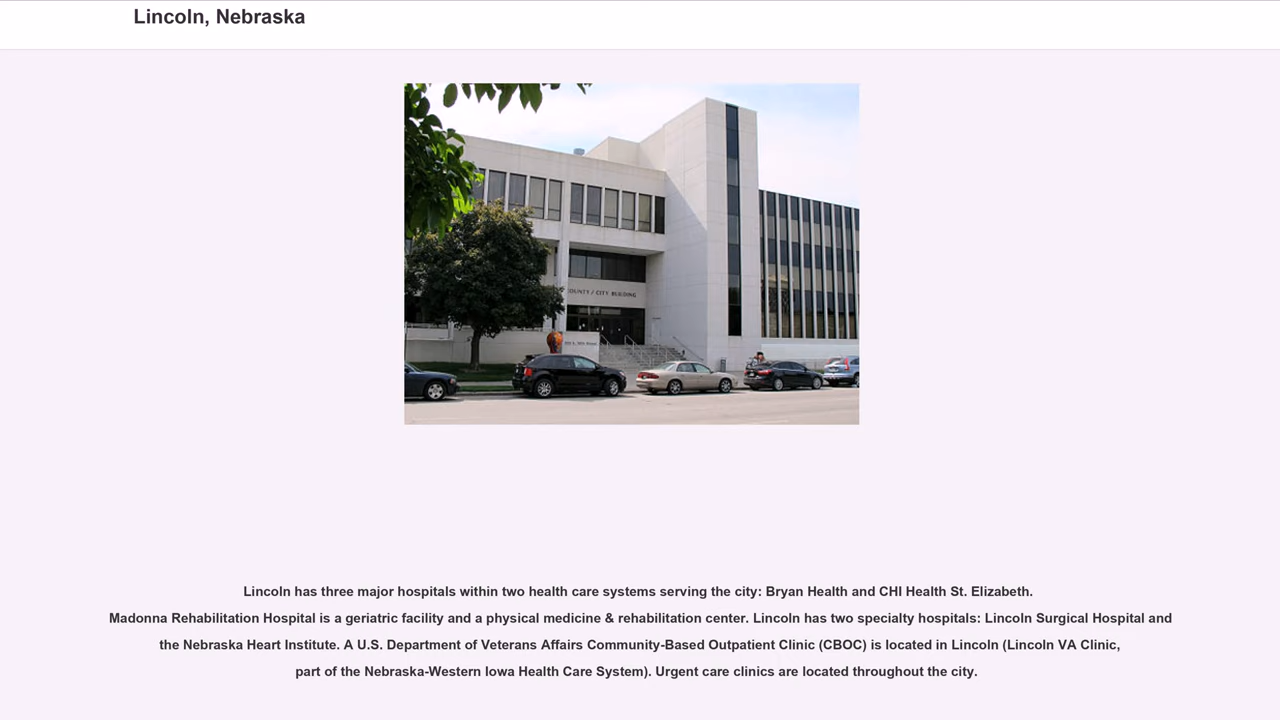 Lincoln, Nebraska
COUNTY / CITY BUILDING
Lincoln has three major hospitals within two health care systems serving the city: Bryan Health and CHI Health St. Elizabeth.
Madonna Rehabilitation Hospital is a geriatric facility and a physical medicine & rehabilitation center. Lincoln has two specialty hospitals: Lincoln Surgical Hospital and
the Nebraska Heart Institute. A U.S. Department of Veterans Affairs Community-Based Outpatient Clinic (CBOC) is located in Lincoln (Lincoln VA Clinic,
part of the Nebraska-Western Iowa Health Care System). Urgent care clinics are located throughout the city.